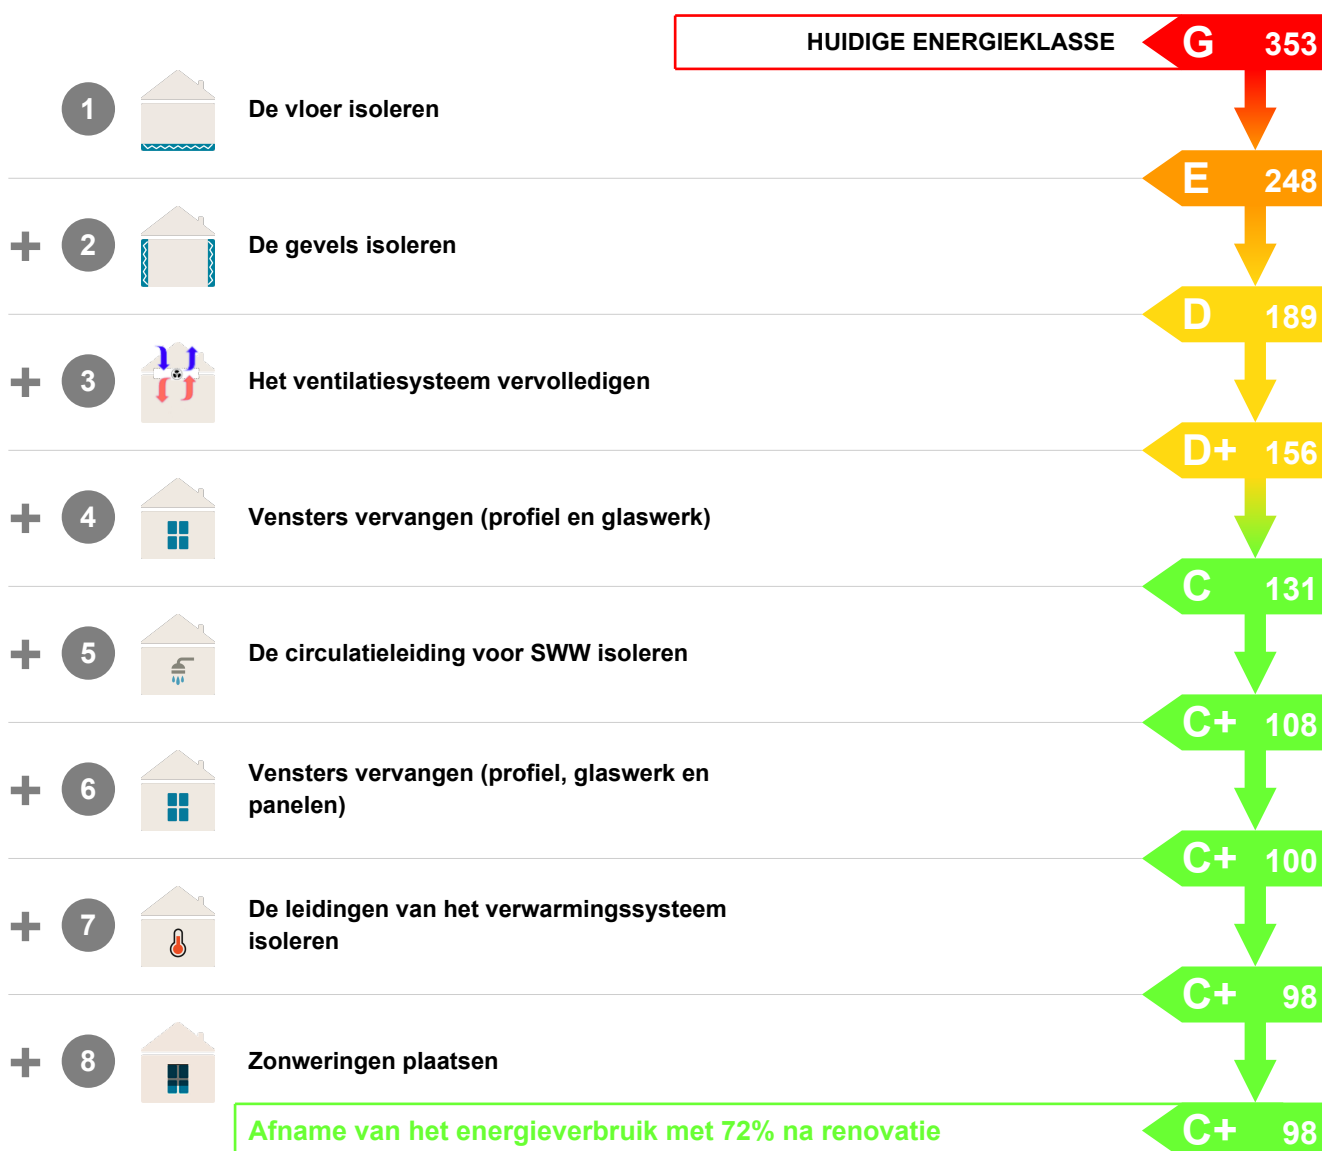 HUIDIGE ENERGIEKLASSE G 353
1 De vloer isoleren
E 248
+ 2 De gevels isoleren
D 189
+ 3 Het ventilatiesysteem vervolledigen
D+ 156
+ 4 Vensters vervangen (profiel en glaswerk)
C 131
+ 5 De circulatieleiding voor SWW isoleren
C+ 108
+ 6 Vensters vervangen (profiel, glaswerk en
panelen)
C+ 100
+ 7 De leidingen van het verwarmingssysteem
isoleren
C+ 98
+ 8 Zonweringen plaatsen
Afname van het energieverbruik met 72% na renovatie C+ 98